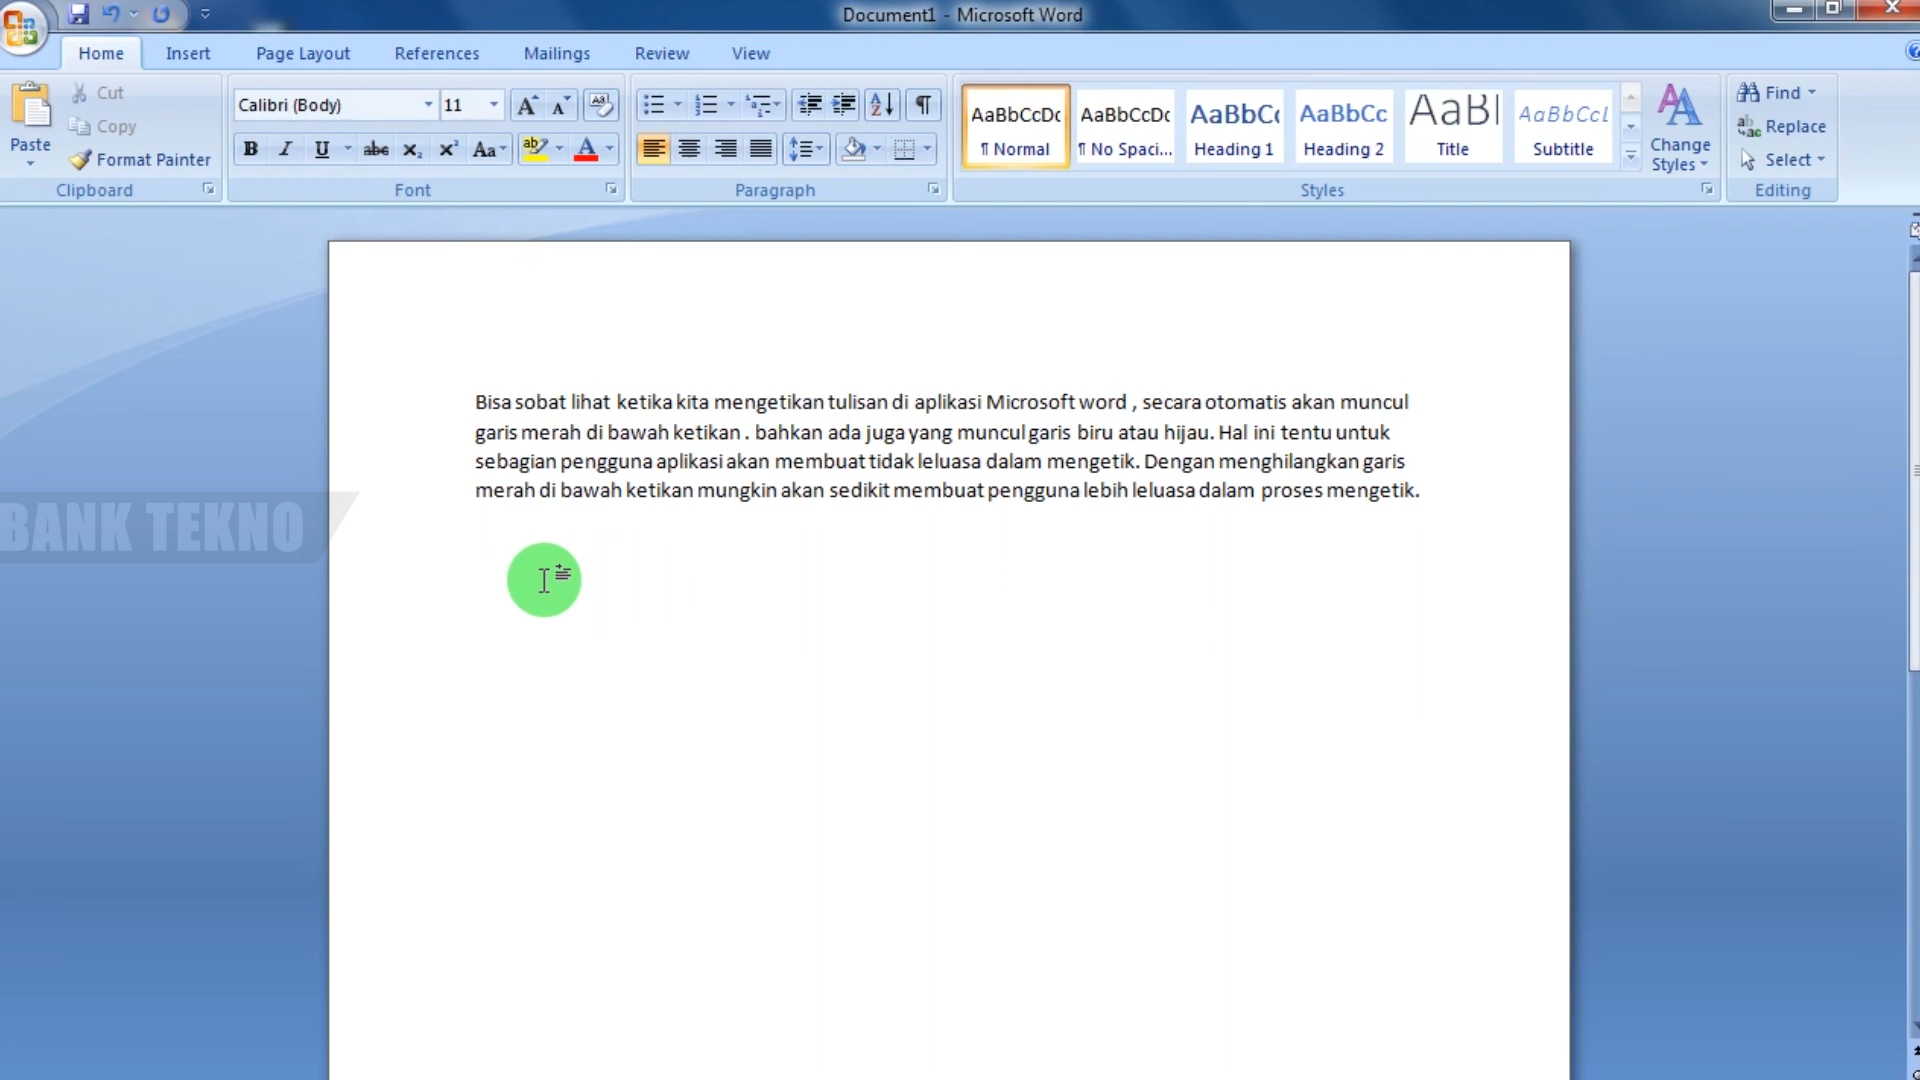 Document1 - Microsoft Word
Home Insert Page Layout References Mailings Review View
Paste
Cut
Copy
Format Painter
Clipboard
Calibri (Body) 11
Font
Paragraph
AaBbCcDc AaBbCcDc AaBbC AaBbCc AaB AaBbCcL
¶ Normal ¶ No Spaci... Heading 1 Heading 2 Title Subtitle
Change
Styles
Styles
Find
Replace
Select
Editing
Bisa sobat lihat ketika kita mengetikan tulisan di aplikasi Microsoft word , secara otomatis akan muncul
garis merah di bawah ketikan . bahkan ada juga yang muncul garis biru atau hijau. Hal ini tentu untuk
sebagian pengguna aplikasi akan membuat tidak leluasa dalam mengetik. Dengan menghilangkan garis
merah di bawah ketikan mungkin akan sedikit membuat pengguna lebih leluasa dalam proses mengetik.
BANK TEKNO